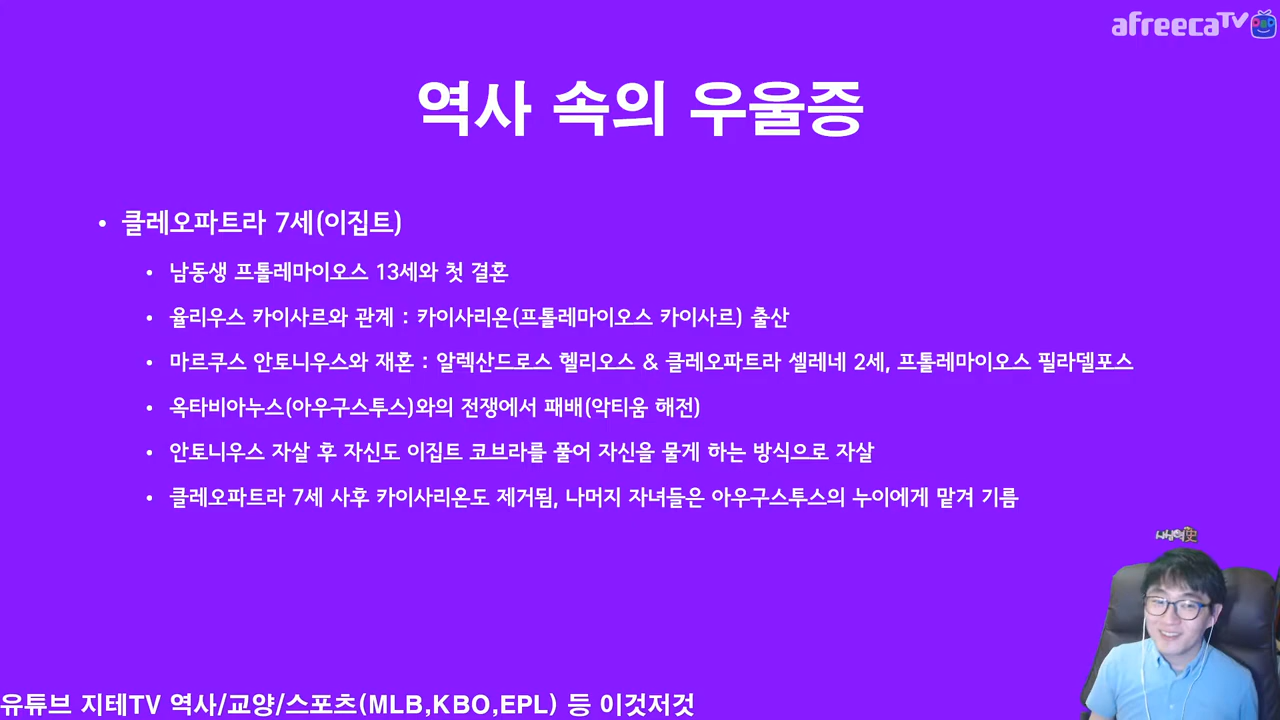 afreecaTV
역사 속의 우울증
• 클레오파트라 7세(이집트)
• 남동생 프톨레마이오스 13세와 첫 결혼
• 율리우스 카이사르와 관계 : 카이사리온(프톨레마이오스 카이사르) 출산
• 마르쿠스 안토니우스와 재혼 : 알렉산드로스 헬리오스 & 클레오파트라 셀레네 2세, 프톨레마이오스 필라델포스
• 옥타비아누스(아우구스투스)와의 전쟁에서 패배(악티움 해전)
• 안토니우스 자살 후 자신도 이집트 코브라를 풀어 자신을 물게 하는 방식으로 자살
• 클레오파트라 7세 사후 카이사리온도 제거됨, 나머지 자녀들은 아우구스투스의 누이에게 맡겨 기름
유튜브 지테TV 역사/교양/스포츠(MLB,KBO,EPL) 등 이것저것